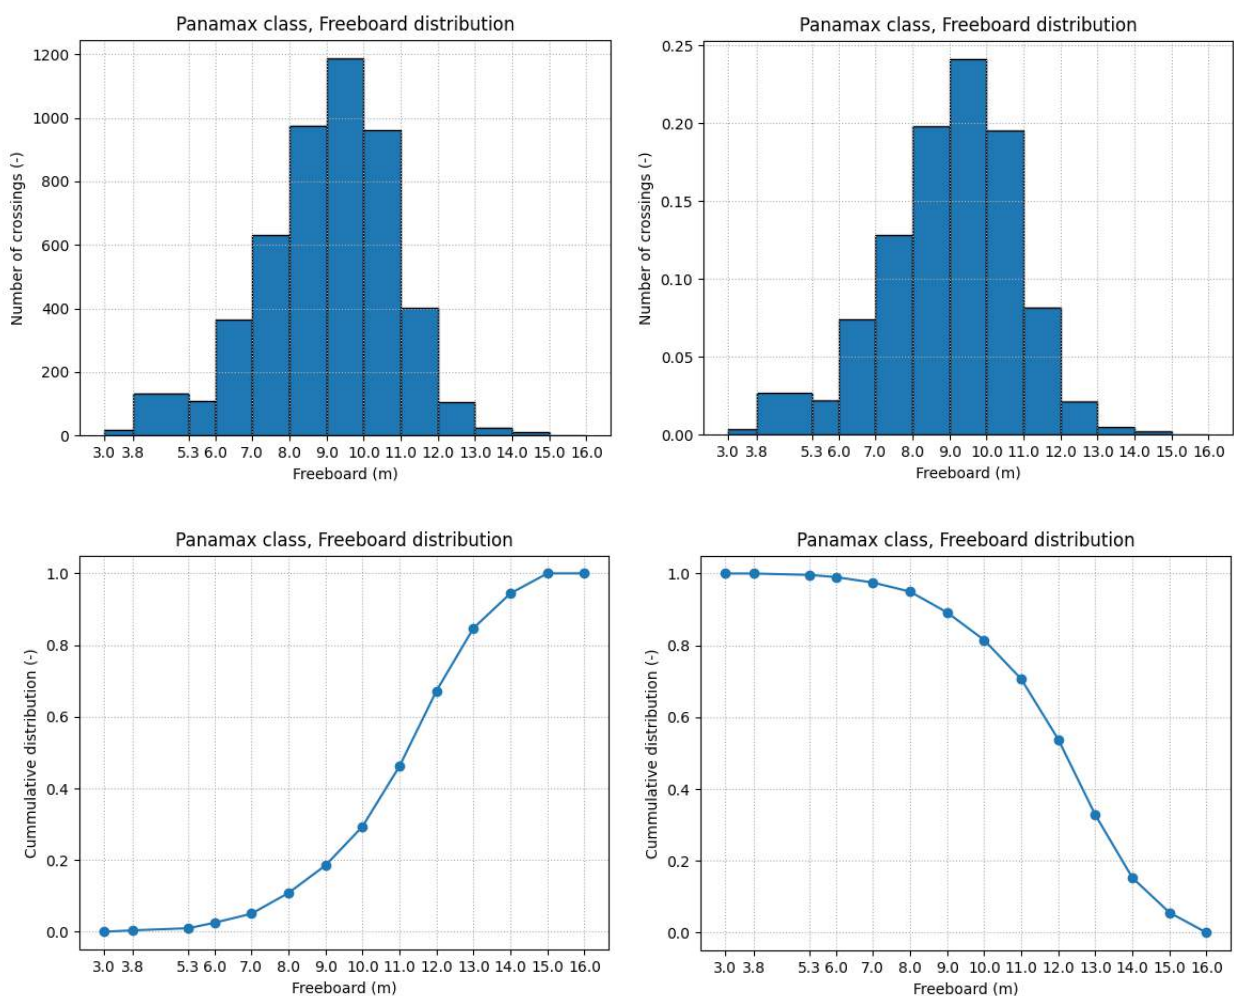 Panamax class, Freeboard distribution
Number of crossings (-)
1200
1000
800
600
400
200
0
3.0 3.8 5.3 6.0 7.0 8.0 9.0 10.0 11.0 12.0 13.0 14.0 15.0 16.0
Freeboard (m)
Panamax class, Freeboard distribution
Number of crossings (-)
0.25
0.20
0.15
0.10
0.05
0.00
3.0 3.8 5.3 6.0 7.0 8.0 9.0 10.0 11.0 12.0 13.0 14.0 15.0 16.0
Freeboard (m)
Panamax class, Freeboard distribution
Cummulative distribution (-)
1.0
0.8
0.6
0.4
0.2
0.0
3.0 3.8 5.3 6.0 7.0 8.0 9.0 10.0 11.0 12.0 13.0 14.0 15.0 16.0
Freeboard (m)
Panamax class, Freeboard distribution
Cummulative distribution (-)
1.0
0.8
0.6
0.4
0.2
0.0
3.0 3.8 5.3 6.0 7.0 8.0 9.0 10.0 11.0 12.0 13.0 14.0 15.0 16.0
Freeboard (m)